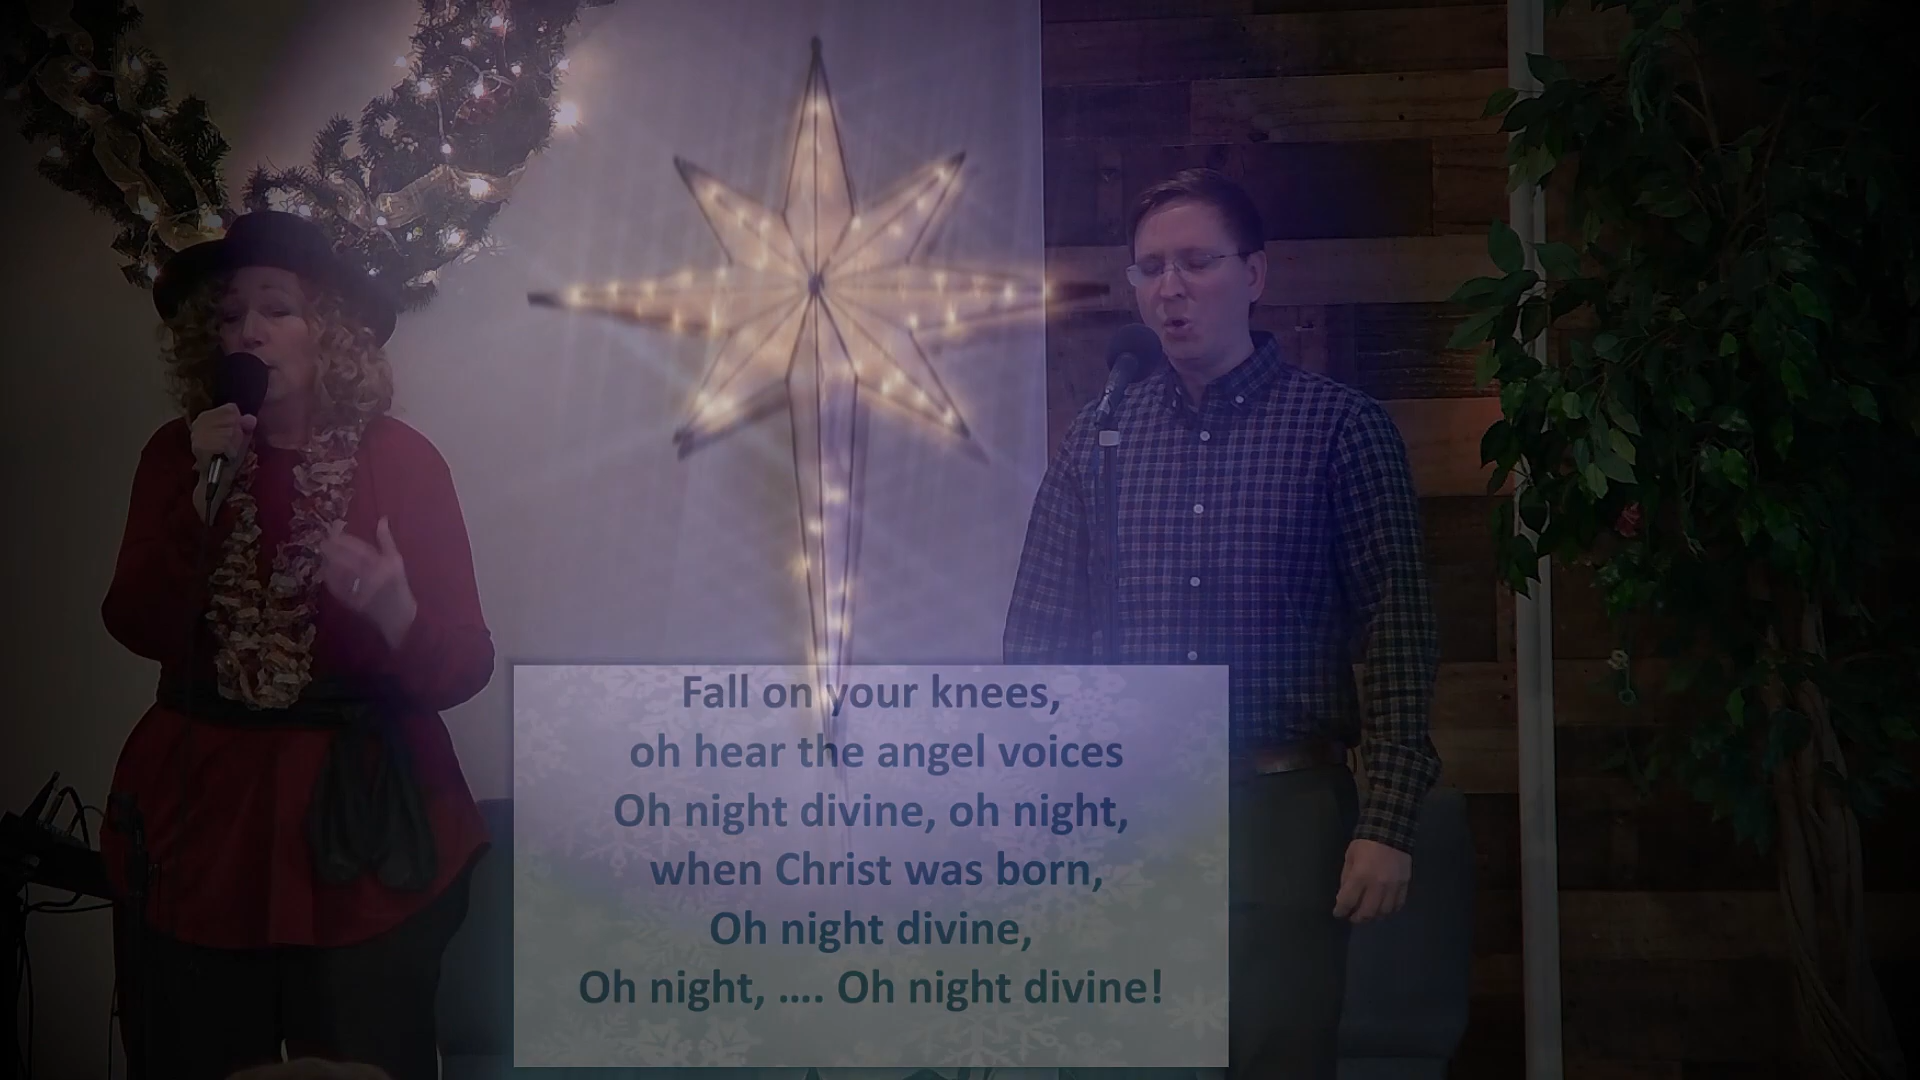 Fall on your knees,
oh hear the angel voices
Oh night divine, oh night,
when Christ was born,
Oh night divine,
Oh night, .... Oh night divine!